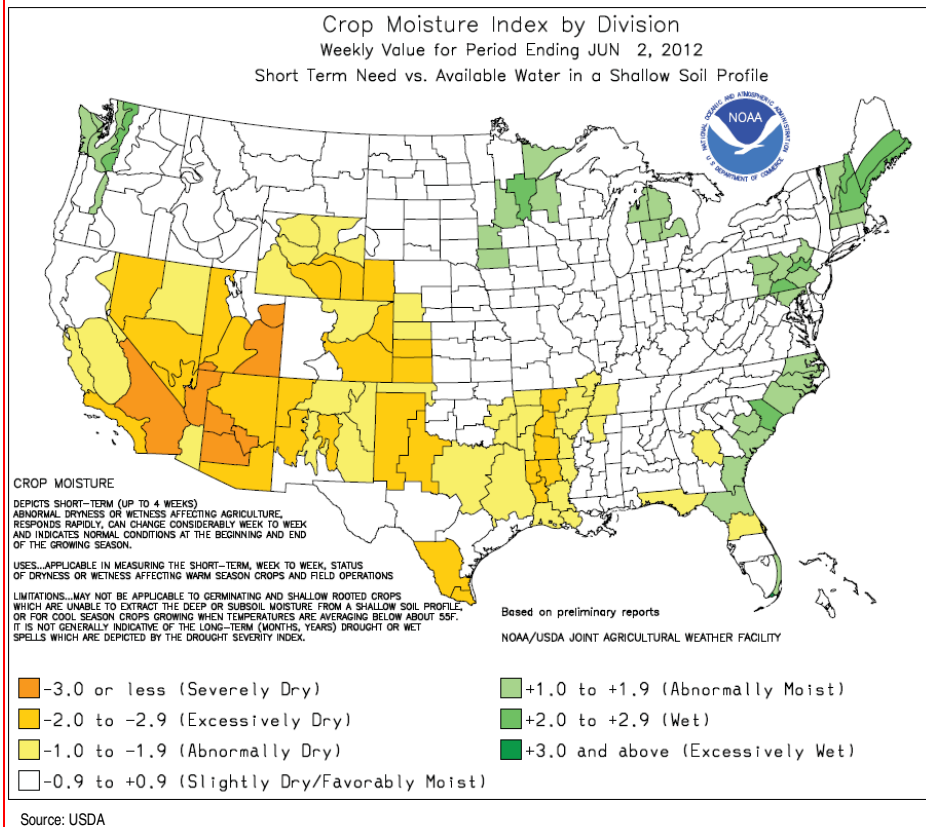 Crop Moisture Index by Division
Weekly Value for Period Ending JUN 2, 2012
Short Term Need vs. Available Water in a Shallow Soil Profile
NATIONAL OCEANIC AND ATMOSPHERIC ADMINISTRATION
NOAA
U.S. DEPARTMENT OF COMMERCE
CROP MOISTURE
DEPICTS SHORT-TERM (UP TO 4 WEEKS)
ABNORMAL DRYNESS OR WETNESS AFFECTING AGRICULTURE,
RESPONDS RAPIDLY, CAN CHANGE CONSIDERABLY WEEK TO WEEK
AND INDICATES NORMAL CONDITIONS AT THE BEGINNING AND END
OF THE GROWING SEASON.
USES...APPLICABLE IN MEASURING THE SHORT-TERM, WEEK TO WEEK, STATUS
OF DRYNESS OR WETNESS AFFECTING WARM SEASON CROPS AND FIELD OPERATIONS
LIMITATIONS...MAY NOT BE APPLICABLE TO GERMINATING AND SHALLOW ROOTED CROPS
WHICH ARE UNABLE TO EXTRACT THE DEEP OR SUBSOIL MOISTURE FROM A SHALLOW SOIL PROFILE,
OR FOR COOL SEASON CROPS GROWING WHEN TEMPERATURES ARE AVERAGING BELOW ABOUT 55F.
IT IS NOT GENERALLY INDICATIVE OF THE LONG-TERM (MONTHS, YEARS) DROUGHT OR WET
SPELLS WHICH ARE DEPICTED BY THE DROUGHT SEVERITY INDEX.
Based on preliminary reports
NOAA/USDA JOINT AGRICULTURAL WEATHER FACILITY
-3.0 or less (Severely Dry)
-2.0 to -2.9 (Excessively Dry)
-1.0 to -1.9 (Abnormally Dry)
-0.9 to +0.9 (Slightly Dry/Favorably Moist)
+1.0 to +1.9 (Abnormally Moist)
+2.0 to +2.9 (Wet)
+3.0 and above (Excessively Wet)
Source: USDA